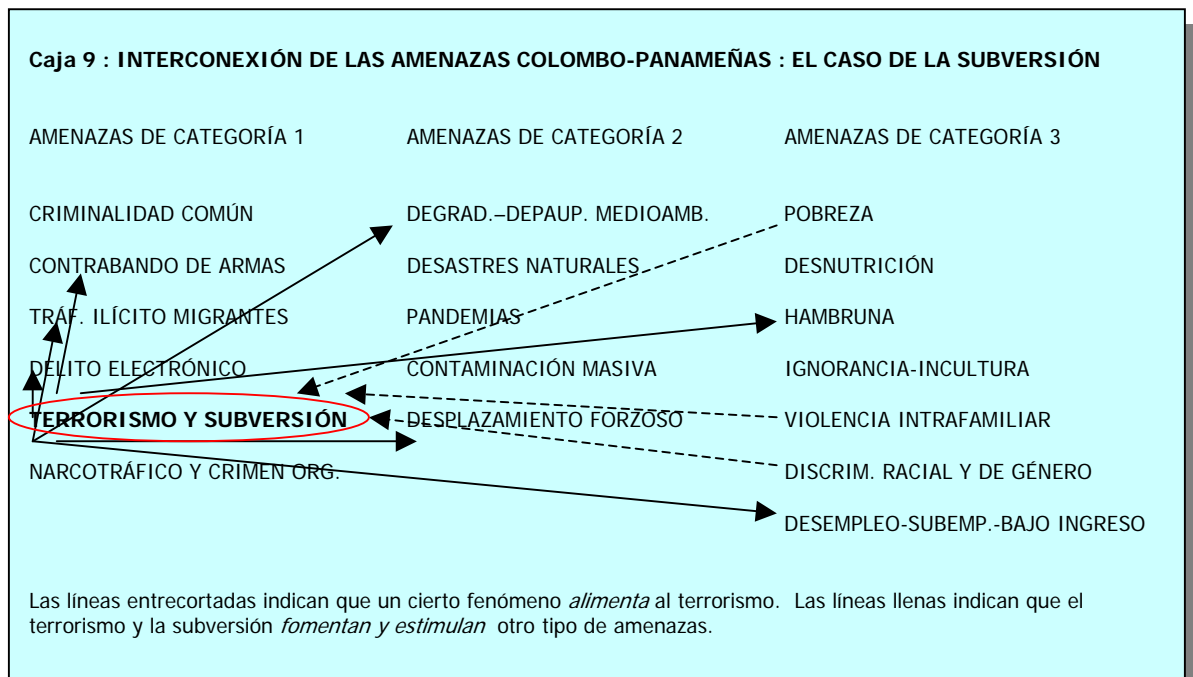 Caja 9 : INTERCONEXIÓN DE LAS AMENAZAS COLOMBO-PANAMEÑAS : EL CASO DE LA SUBVERSIÓN
AMENAZAS DE CATEGORÍA 1 AMENAZAS DE CATEGORÍA 2 AMENAZAS DE CATEGORÍA 3
CRIMINALIDAD COMÚN DEGRAD.–DEPAUP. MEDIOAMB. POBREZA
CONTRABANDO DE ARMAS DESASTRES NATURALES DESNUTRICIÓN
TRÁF. ILÍCITO MIGRANTES PANDEMIAS HAMBRUNA
DELITO ELECTRÓNICO CONTAMINACIÓN MASIVA IGNORANCIA-INCULTURA
TERRORISMO Y SUBVERSIÓN DESPLAZAMIENTO FORZOSO VIOLENCIA INTRAFAMILIAR
NARCOTRÁFICO Y CRIMEN ORG. DISCRIM. RACIAL Y DE GÉNERO
DESEMPLEO-SUBEMP.-BAJO INGRESO
Las líneas entrecortadas indican que un cierto fenómeno alimenta al terrorismo. Las líneas llenas indican que el
terrorismo y la subversión fomentan y estimulan otro tipo de amenazas.